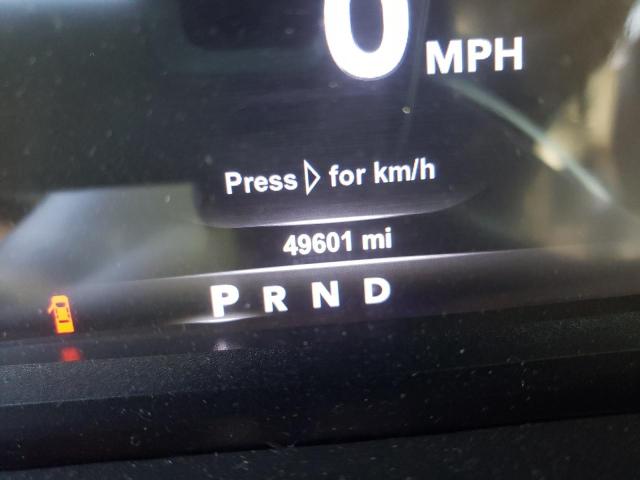 0 MPH
Press ▷ for km/h
49601 mi
P R N D